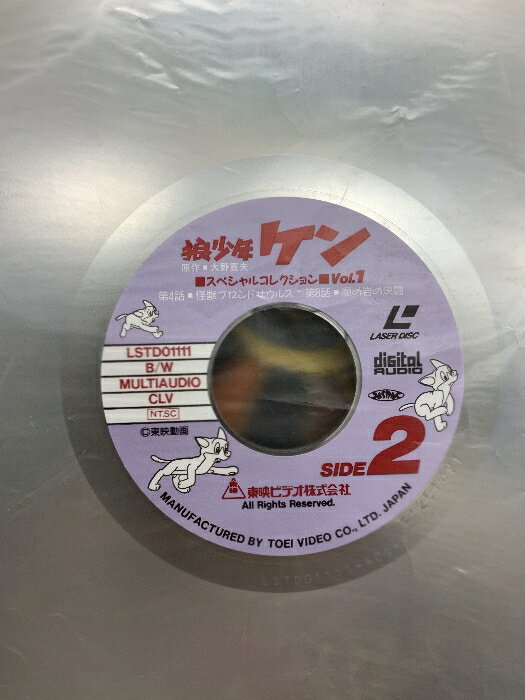 狼少年 ケン
原作■大野寛夫
■スペシャルコレクション■ Vol.1
第4話■怪獣ブロントサウルス 第8話■ の岩の決闘
LSTD01111
B/W
MULTIAUDIO
CLV
NTSC
LASER DISC
digital
AUDIO
©東映動画
SIDE 2
東映ビデオ株式会社
All Rights Reserved.
MANUFACTURED BY TOEI VIDEO CO., LTD. JAPAN